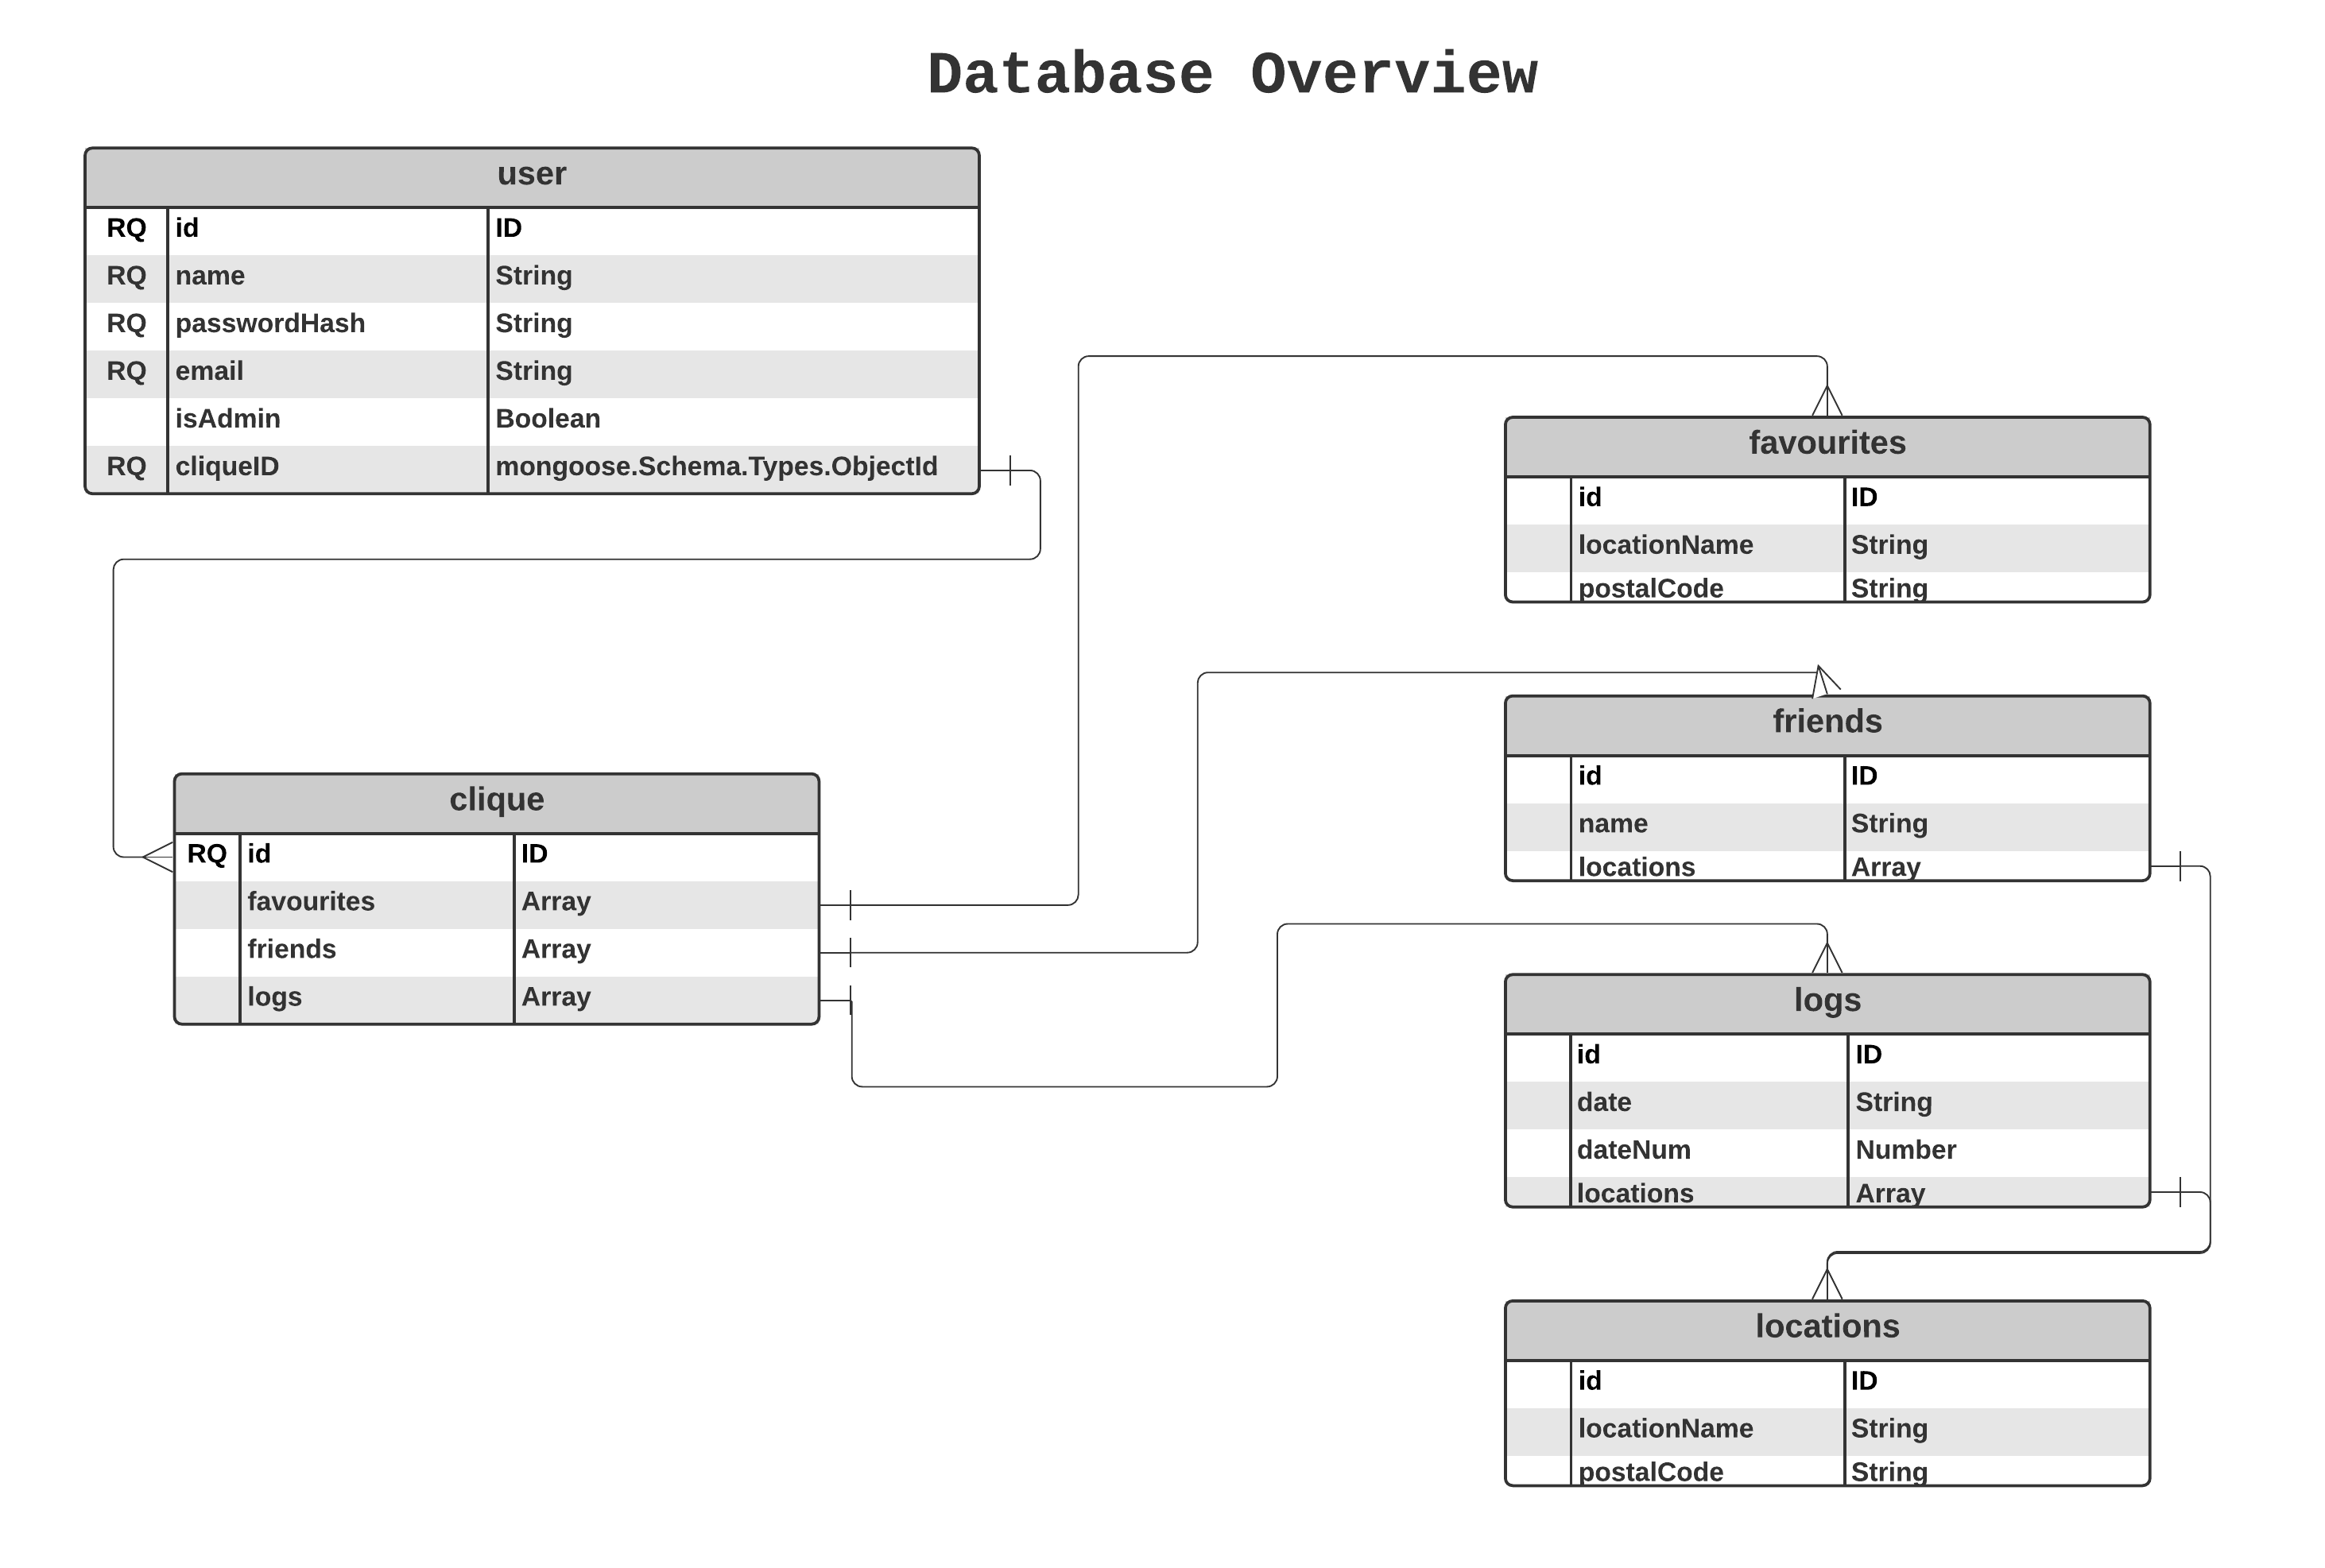 Database Overview
user
RQ id ID
RQ name String
RQ passwordHash String
RQ email String
isAdmin Boolean
RQ cliqueID mongoose.Schema.Types.ObjectId
clique
RQ id ID
favourites Array
friends Array
logs Array
favourites
id ID
locationName String
postalCode String
friends
id ID
name String
locations Array
logs
id ID
date String
dateNum Number
locations Array
locations
id ID
locationName String
postalCode String